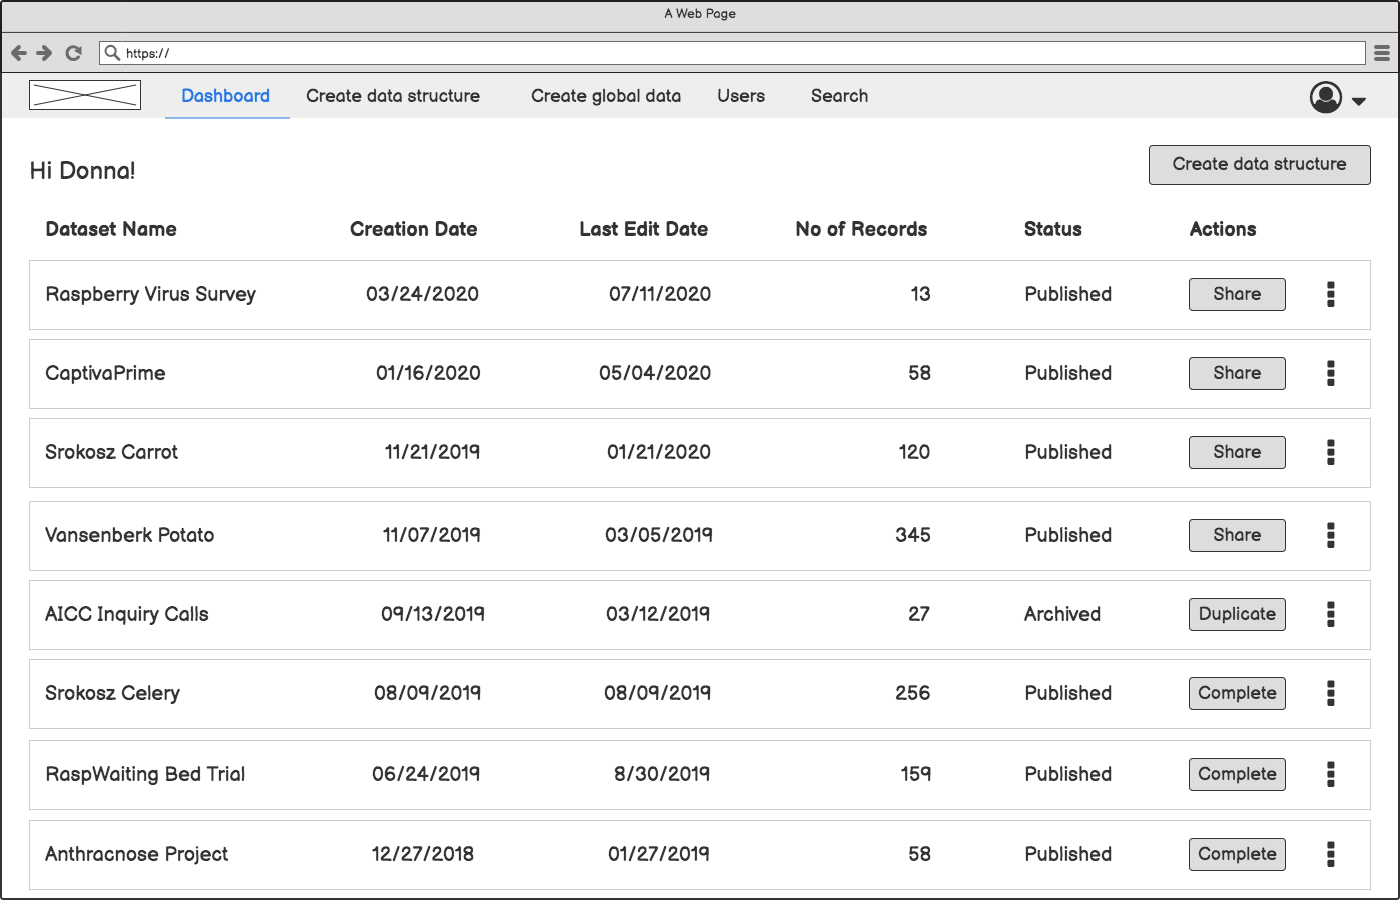 A Web Page
https://
Dashboard Create data structure Create global data Users Search
Hi Donna!
Create data structure
Dataset Name Creation Date Last Edit Date No of Records Status Actions
Raspberry Virus Survey 03/24/2020 07/11/2020 13 Published Share
CaptivaPrime 01/16/2020 05/04/2020 58 Published Share
Srokosz Carrot 11/21/2019 01/21/2020 120 Published Share
Vansenberk Potato 11/07/2019 03/05/2019 345 Published Share
AICC Inquiry Calls 09/13/2019 03/12/2019 27 Archived Duplicate
Srokosz Celery 08/09/2019 08/09/2019 256 Published Complete
RaspWaiting Bed Trial 06/24/2019 8/30/2019 159 Published Complete
Anthracnose Project 12/27/2018 01/27/2019 58 Published Complete